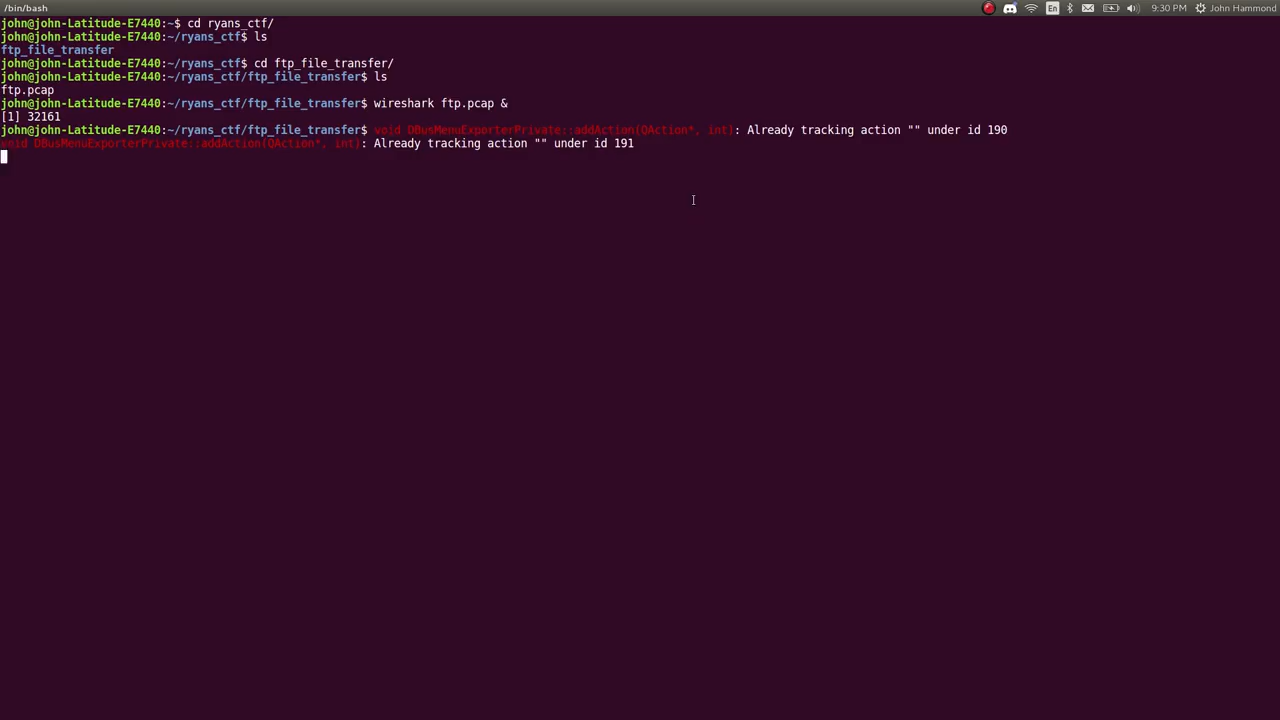 /bin/bash
En
9:30 PM
John Hammond
john@john-Latitude-E7440:~$ cd ryans_ctf/
john@john-Latitude-E7440:~/ryans_ctf$ ls
ftp_file_transfer
john@john-Latitude-E7440:~/ryans_ctf$ cd ftp_file_transfer/
john@john-Latitude-E7440:~/ryans_ctf/ftp_file_transfer$ ls
ftp.pcap
john@john-Latitude-E7440:~/ryans_ctf/ftp_file_transfer$ wireshark ftp.pcap &
[1] 32161
john@john-Latitude-E7440:~/ryans_ctf/ftp_file_transfer$ void DBusMenuExporterPrivate::addAction(QAction*, int): Already tracking action "" under id 190
void DBusMenuExporterPrivate::addAction(QAction*, int): Already tracking action "" under id 191